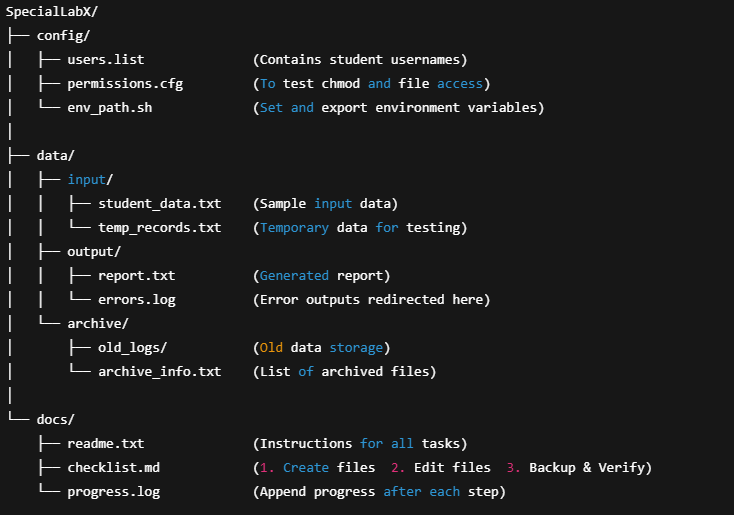 SpecialLabX/
├── config/
│   ├── users.list              (Contains student usernames)
│   ├── permissions.cfg         (To test chmod and file access)
│   └── env_path.sh             (Set and export environment variables)
│
├── data/
│   ├── input/
│   │   ├── student_data.txt    (Sample input data)
│   │   └── temp_records.txt    (Temporary data for testing)
│   ├── output/
│   │   ├── report.txt          (Generated report)
│   │   └── errors.log          (Error outputs redirected here)
│   └── archive/
│       ├── old_logs/           (Old data storage)
│       └── archive_info.txt    (List of archived files)
│
└── docs/
    ├── readme.txt              (Instructions for all tasks)
    ├── checklist.md            (1. Create files  2. Edit files  3. Backup & Verify)
    └── progress.log            (Append progress after each step)